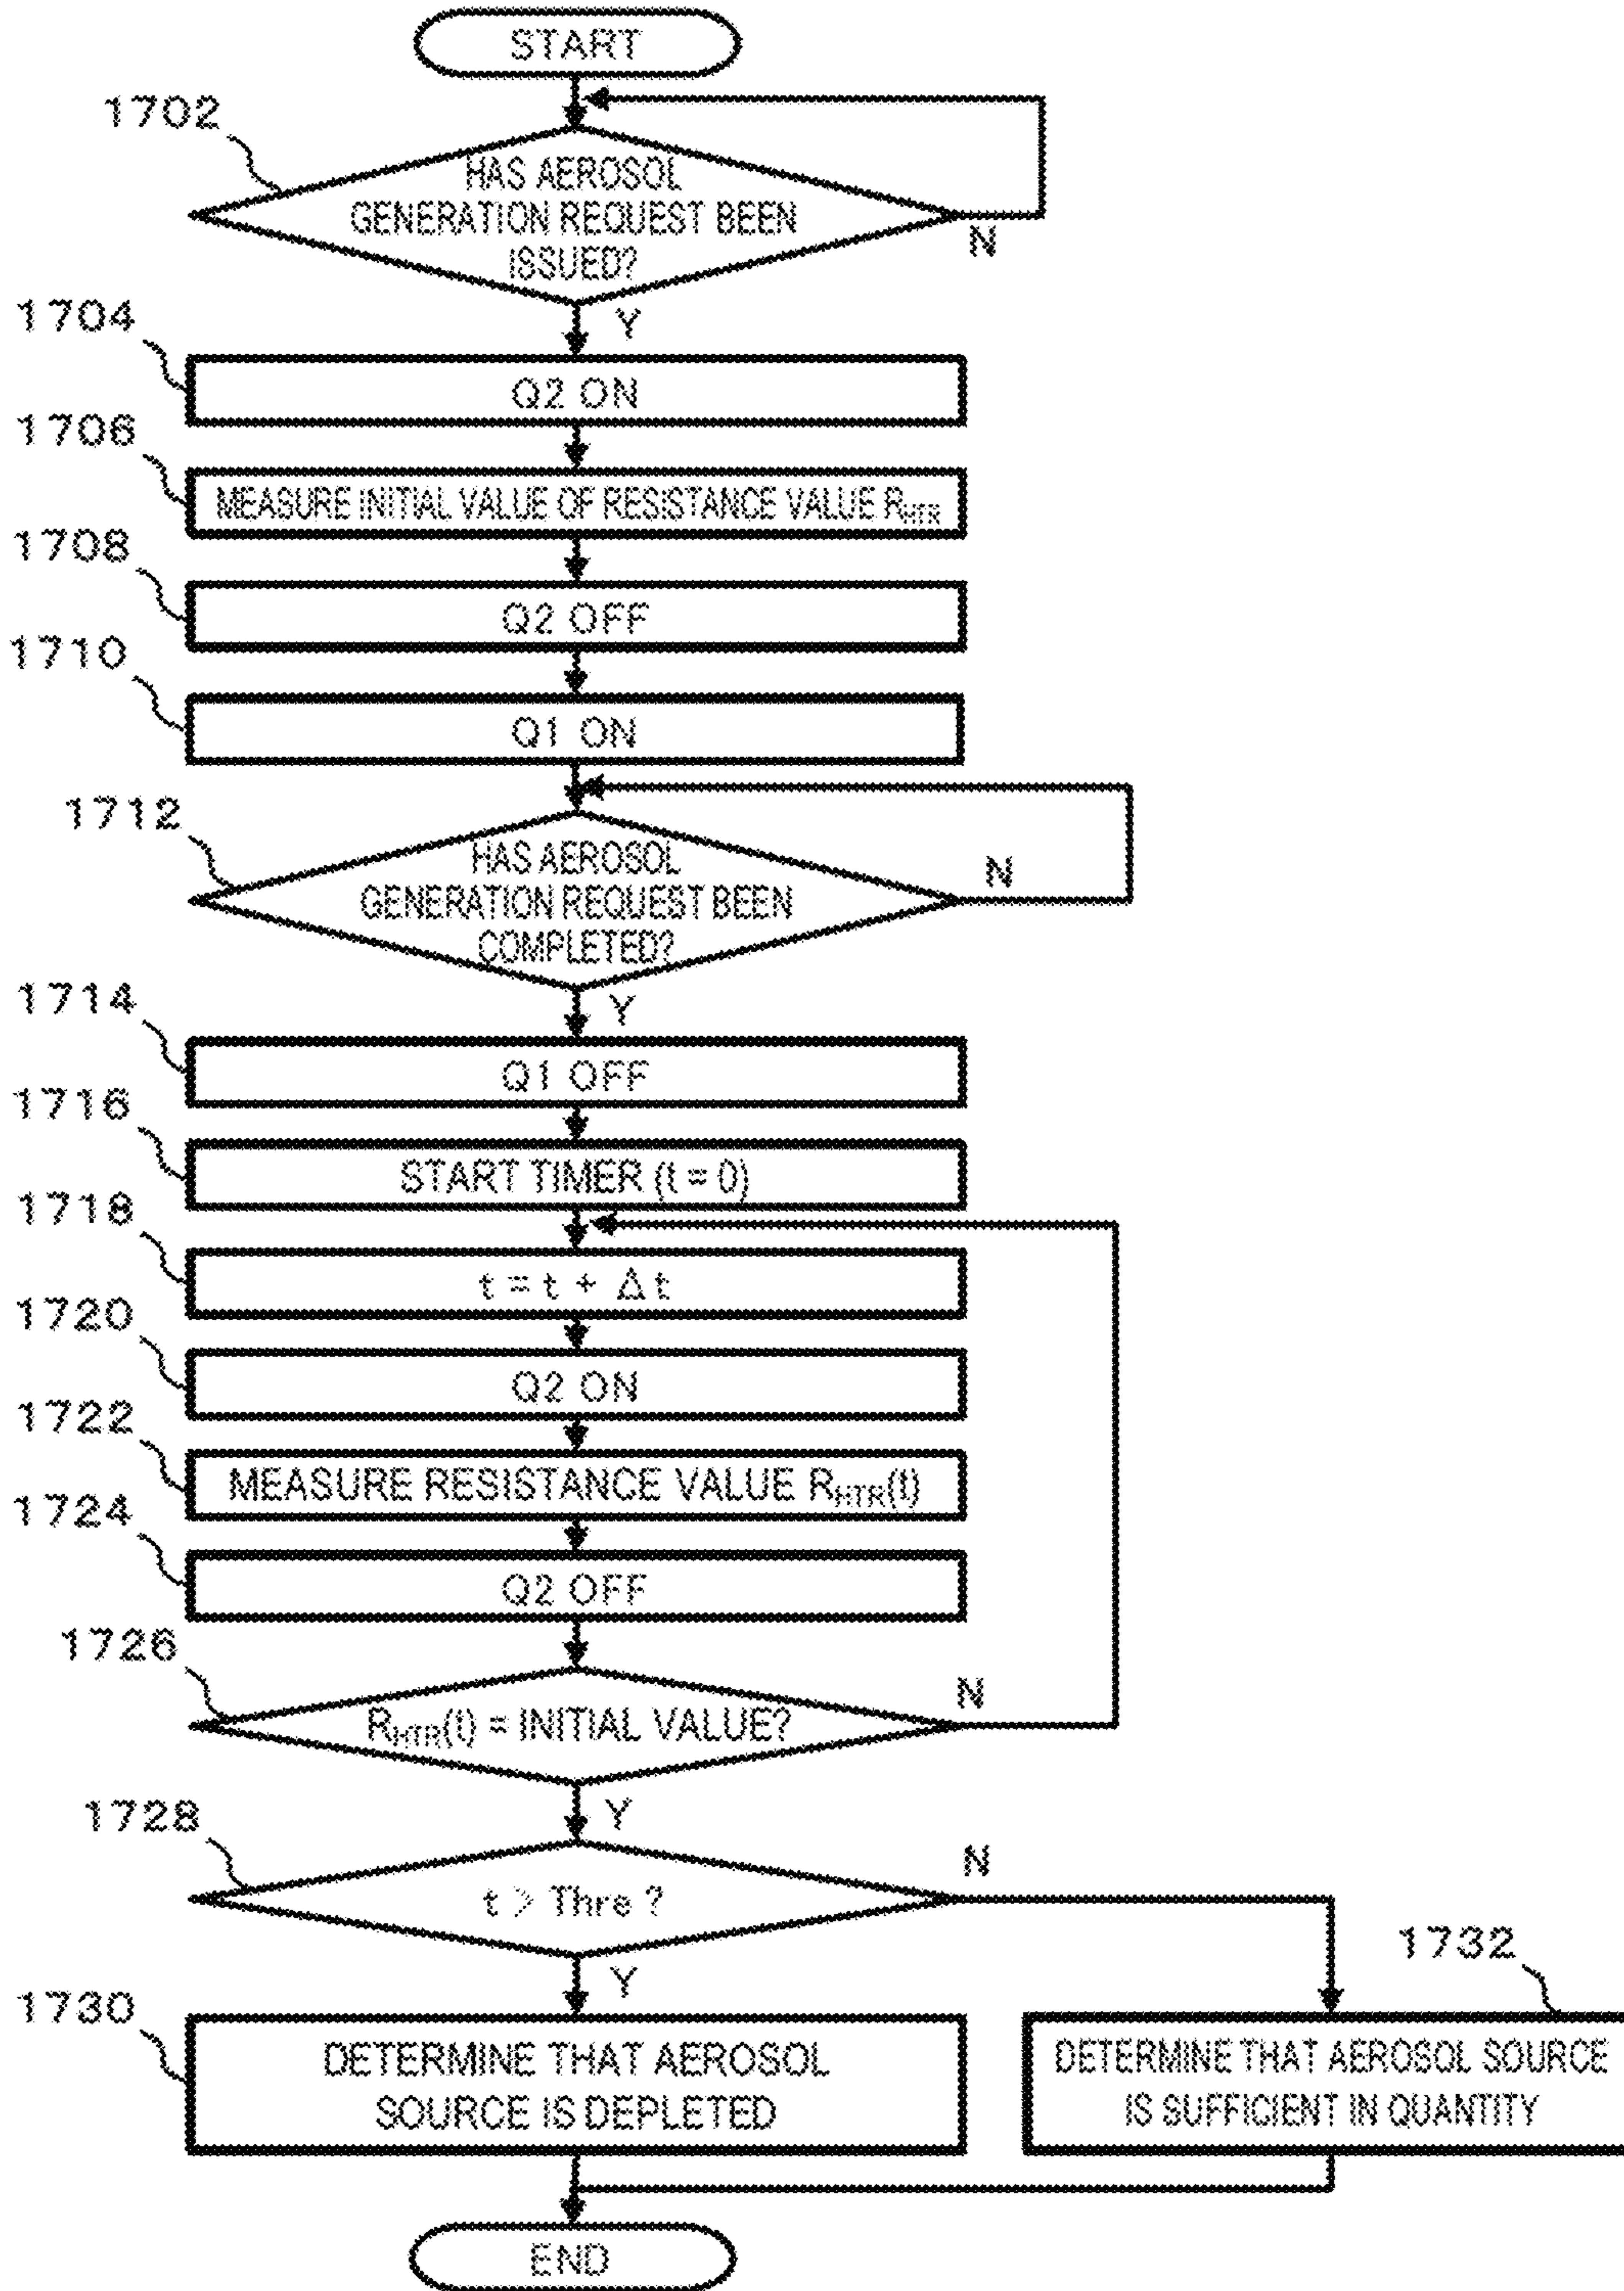 START
1702
HAS AEROSOL
GENERATION REQUEST BEEN
ISSUED?
N
Y
1704
Q2 ON
1706
MEASURE INITIAL VALUE OF RESISTANCE VALUE RHTR
1708
Q2 OFF
1710
Q1 ON
1712
HAS AEROSOL
GENERATION REQUEST BEEN
COMPLETED?
N
Y
1714
Q1 OFF
1716
START TIMER (t = 0)
1718
t = t + Δt
1720
Q2 ON
1722
MEASURE RESISTANCE VALUE RHTR(t)
1724
Q2 OFF
1726
RHTR(t) = INITIAL VALUE?
N
Y
1728
t > Thre ?
N
Y
1730
DETERMINE THAT AEROSOL
SOURCE IS DEPLETED
1732
DETERMINE THAT AEROSOL SOURCE
IS SUFFICIENT IN QUANTITY
END